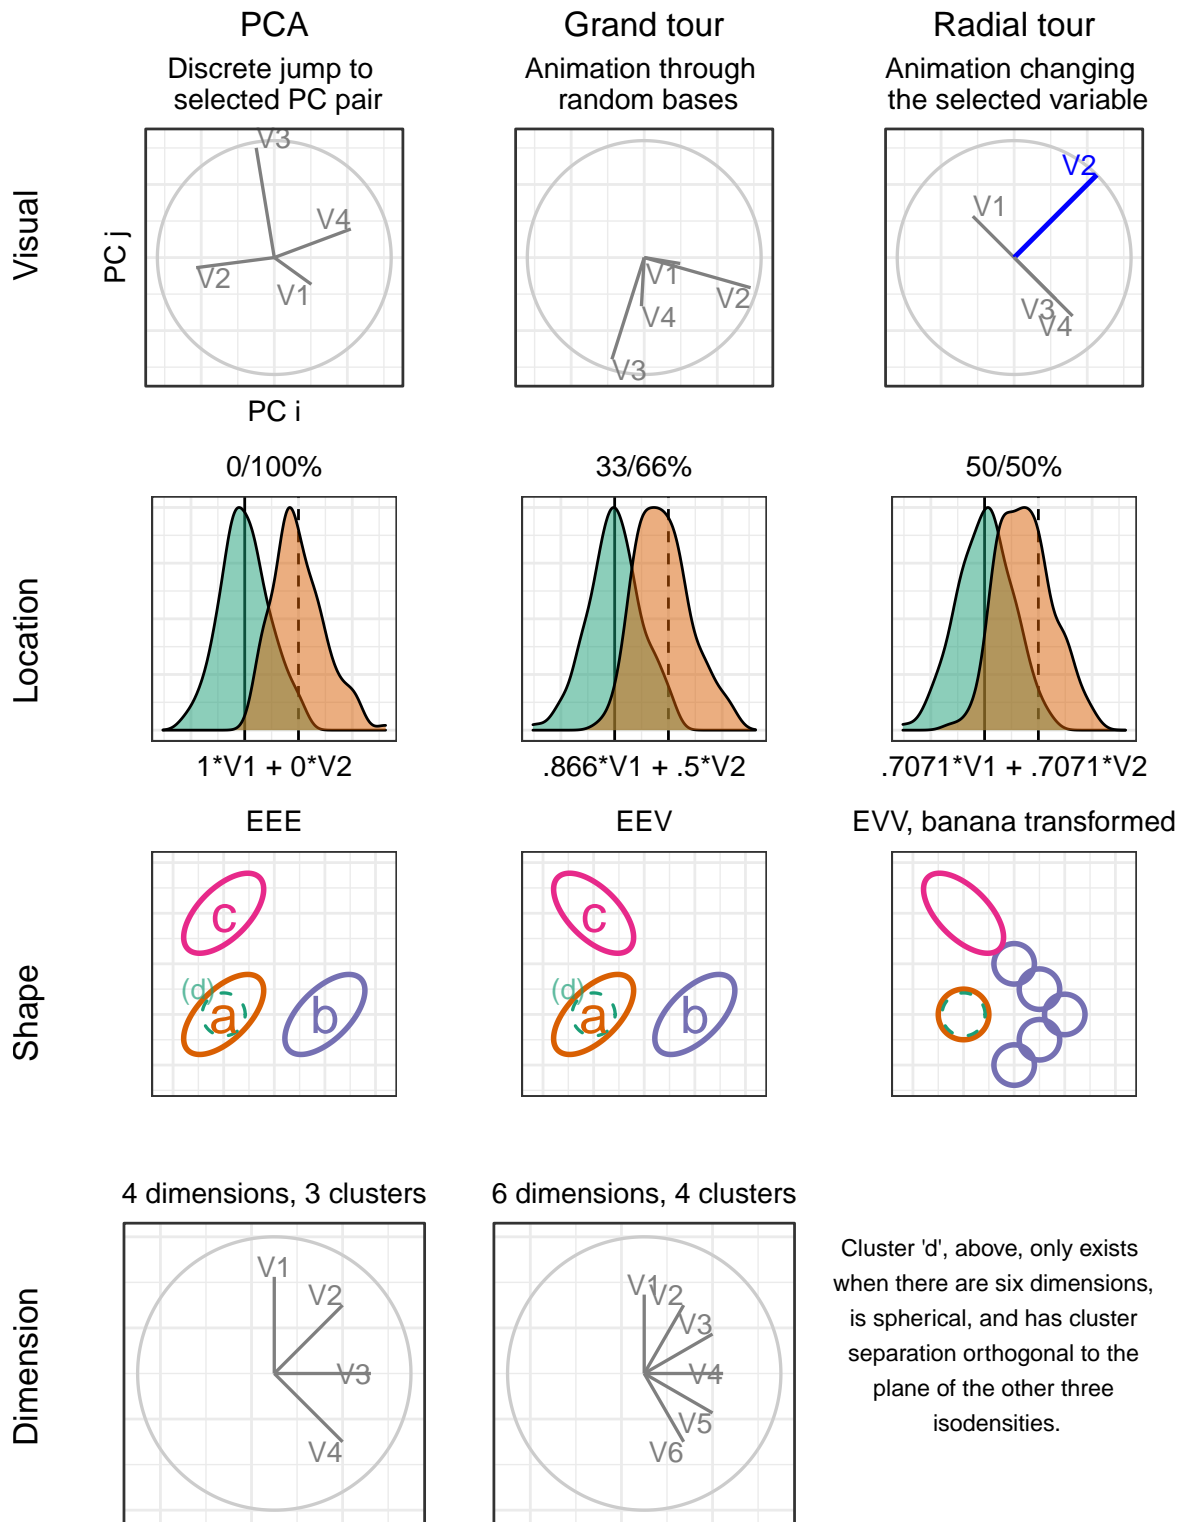 PCA
Grand tour
Radial tour
Discrete jump to
selected PC pair
Animation through
random bases
Animation changing
the selected variable
Visual
PC j
V3
V4
V2
V1
PC i
V1
V2
V4
V3
V2
V1
V3
V4
Location
0/100%
33/66%
50/50%
1*V1 + 0*V2
.866*V1 + .5*V2
.7071*V1 + .7071*V2
Shape
EEE
EEV
EVV, banana transformed
c
(d)
a
b
c
(d)
a
b
Dimension
4 dimensions, 3 clusters
6 dimensions, 4 clusters
V1
V2
V3
V4
V1
V2
V3
V4
V5
V6
Cluster 'd', above, only exists
when there are six dimensions,
is spherical, and has cluster
separation orthogonal to the
plane of the other three
isodensities.